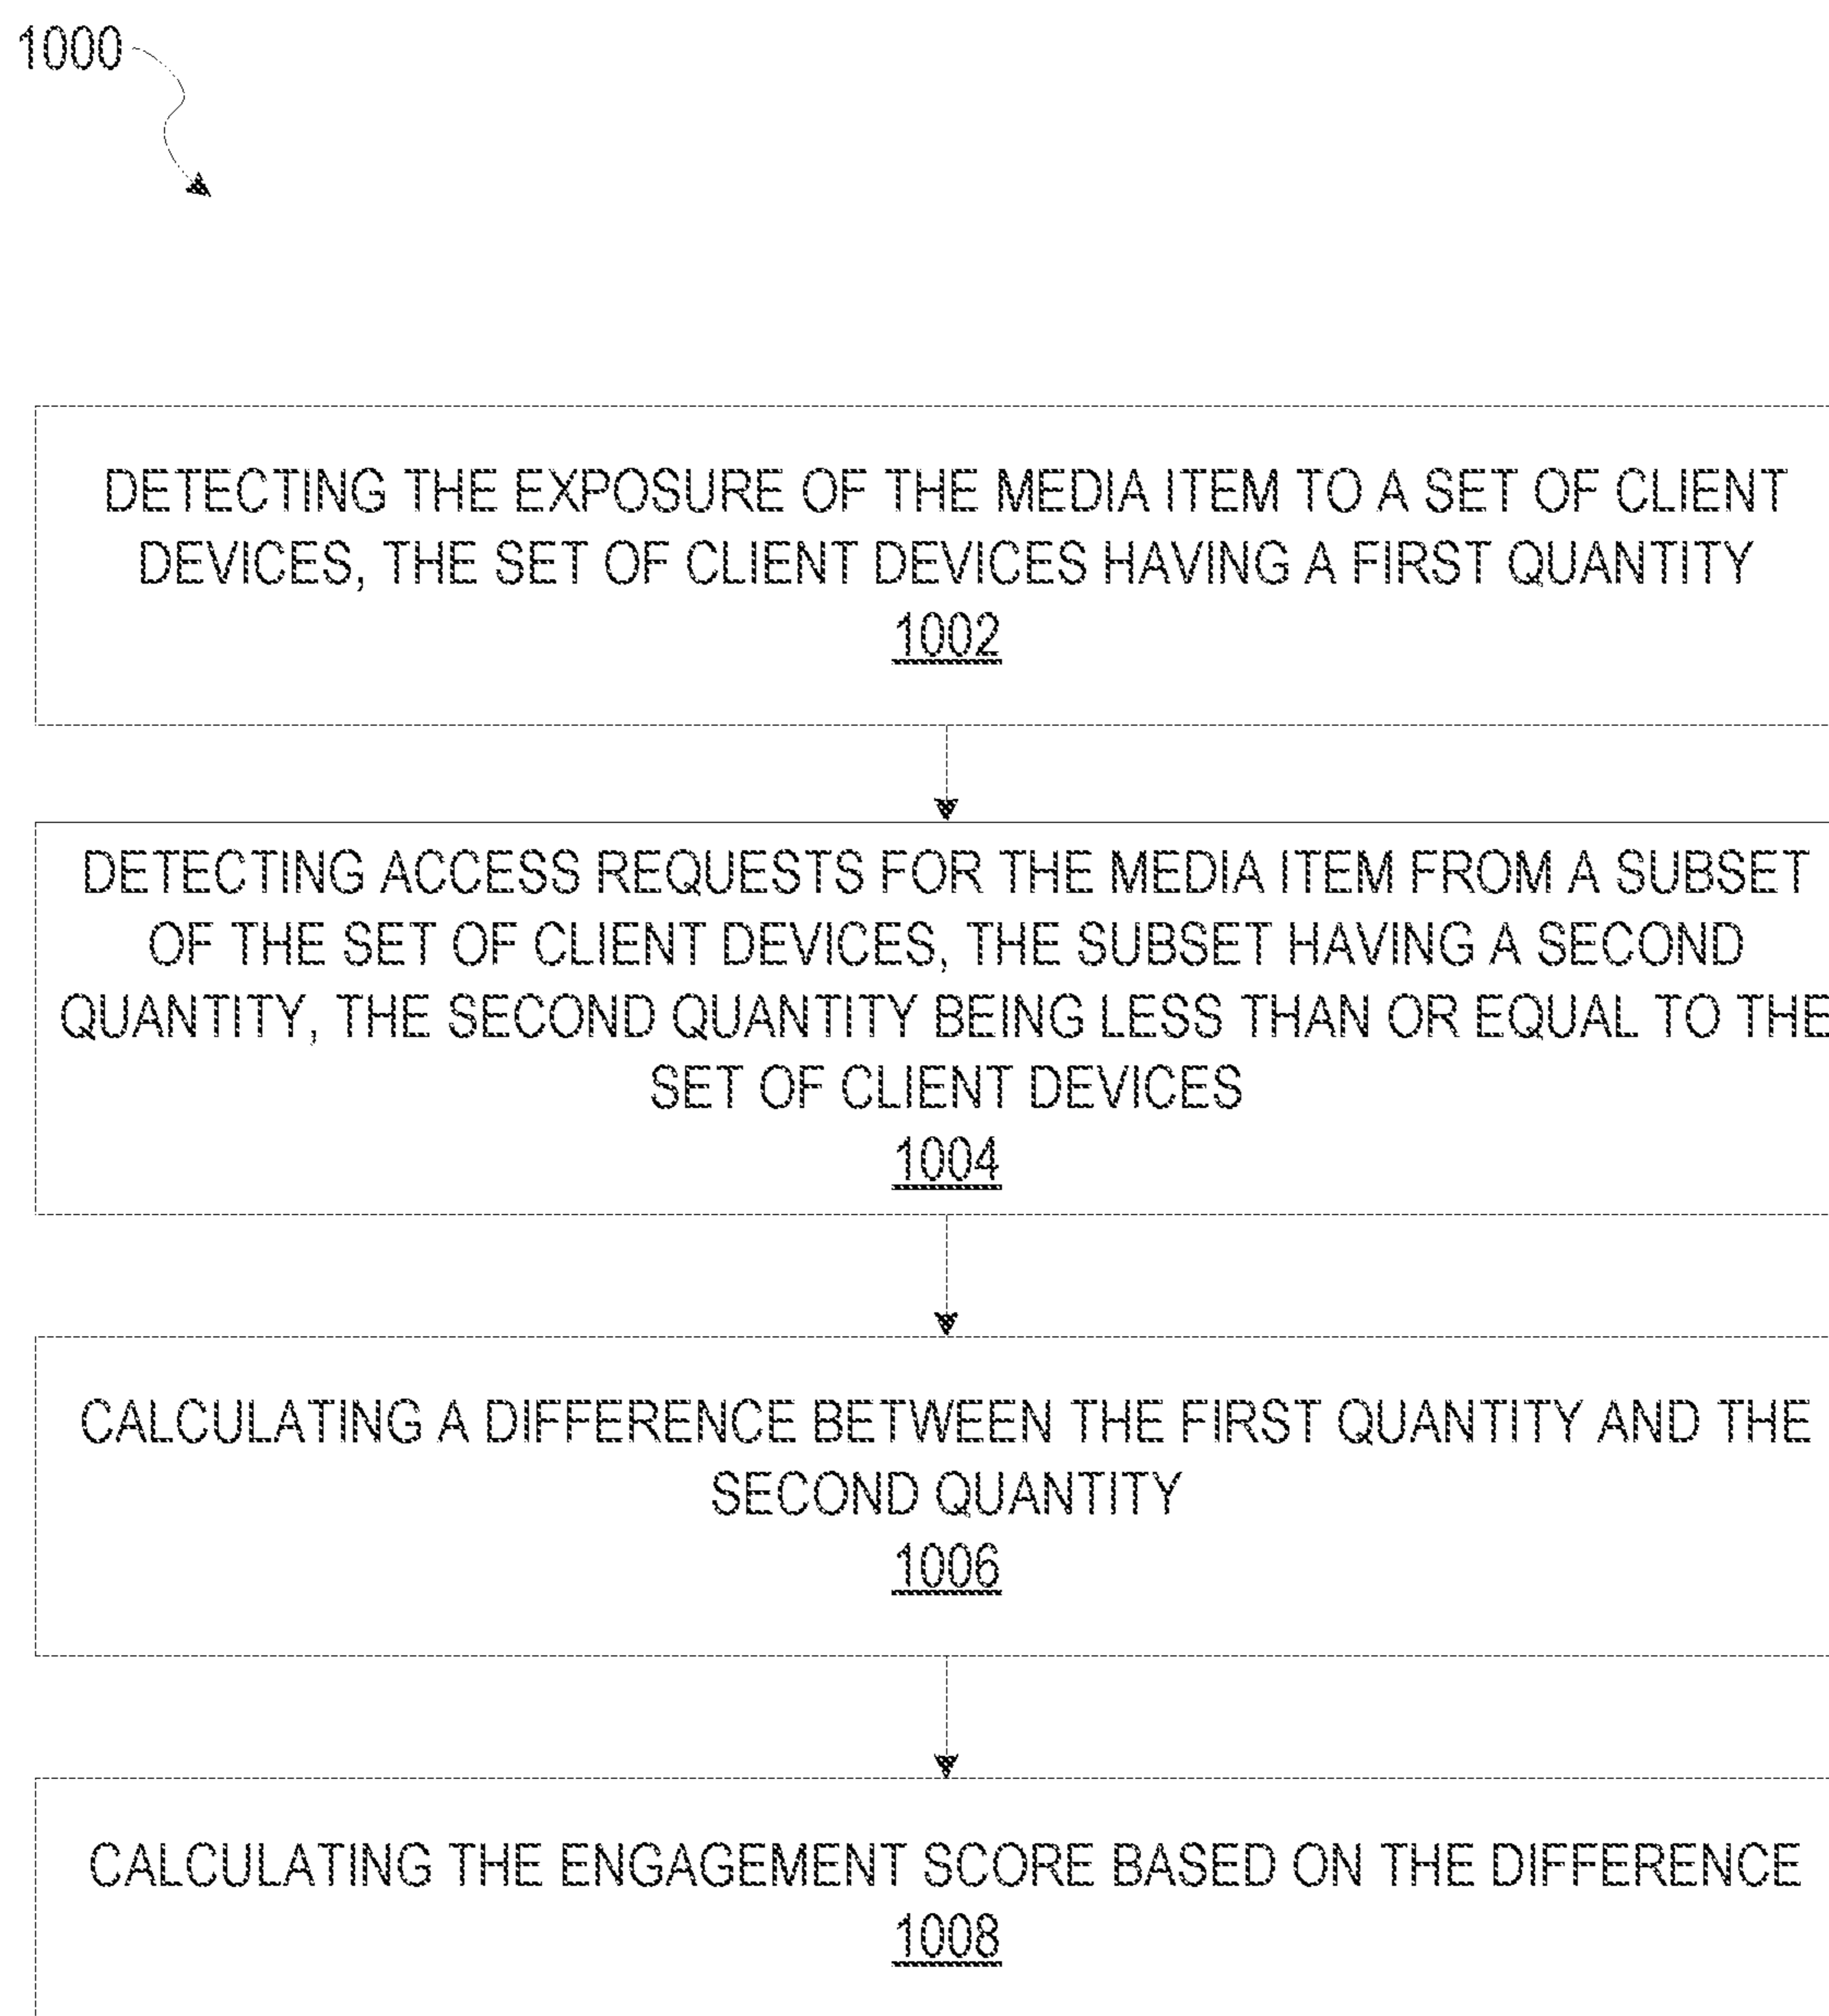 1000
DETECTING THE EXPOSURE OF THE MEDIA ITEM TO A SET OF CLIENT
DEVICES, THE SET OF CLIENT DEVICES HAVING A FIRST QUANTITY
1002
DETECTING ACCESS REQUESTS FOR THE MEDIA ITEM FROM A SUBSET
OF THE SET OF CLIENT DEVICES, THE SUBSET HAVING A SECOND
QUANTITY, THE SECOND QUANTITY BEING LESS THAN OR EQUAL TO THE
SET OF CLIENT DEVICES
1004
CALCULATING A DIFFERENCE BETWEEN THE FIRST QUANTITY AND THE
SECOND QUANTITY
1006
CALCULATING THE ENGAGEMENT SCORE BASED ON THE DIFFERENCE
1008